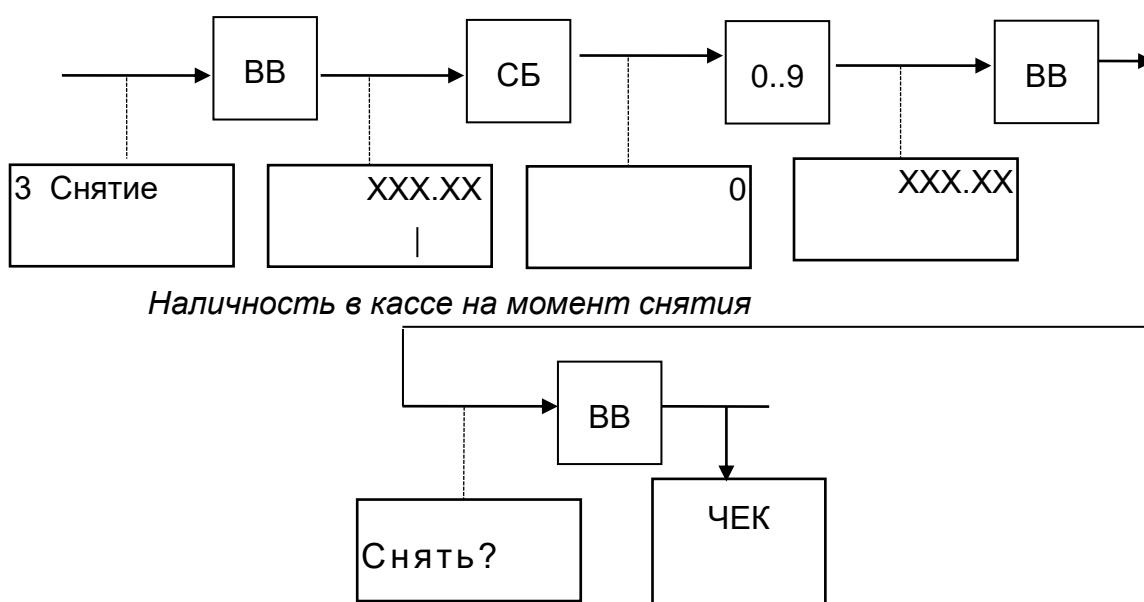 ВВ СБ 0..9 ВВ
3 Снятие XXX.XX 0 XXX.XX
|
Наличность в кассе на момент снятия
ВВ
ЧЕК
Снять?